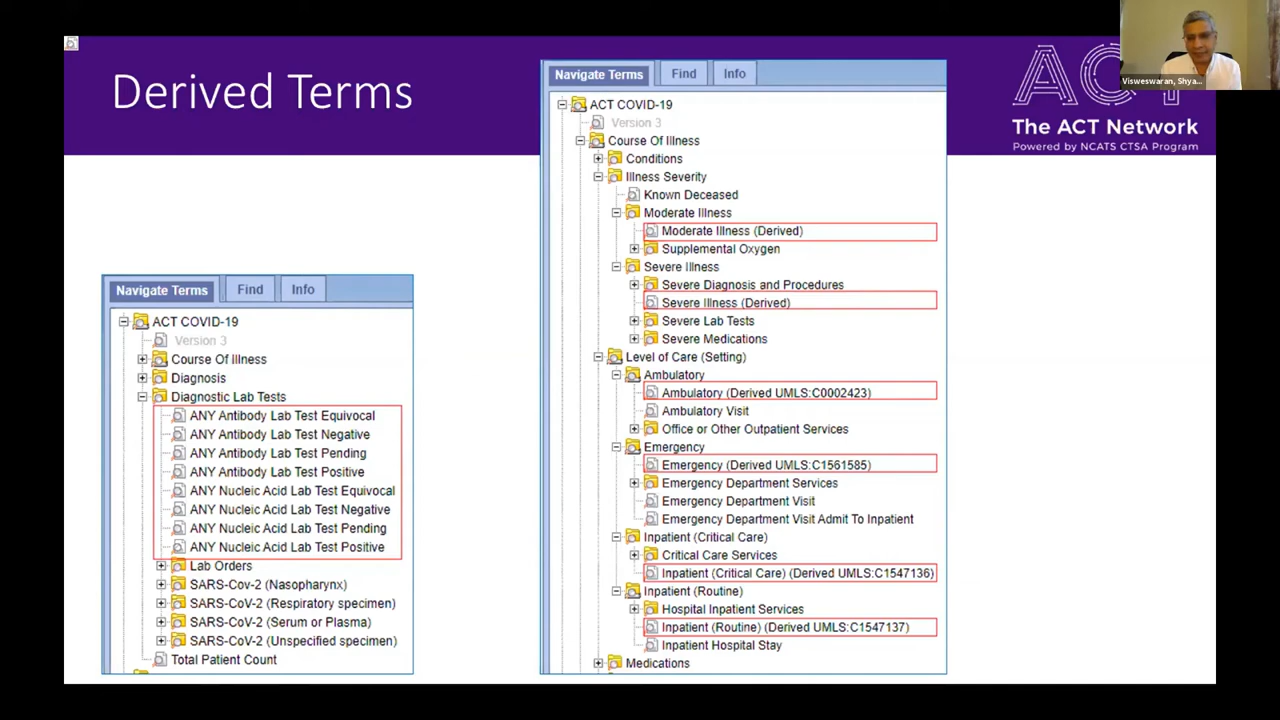 Derived Terms
Navigate Terms Find Info
ACT COVID-19
Version 3
Course Of Illness
Diagnosis
Diagnostic Lab Tests
ANY Antibody Lab Test Equivocal
ANY Antibody Lab Test Negative
ANY Antibody Lab Test Pending
ANY Antibody Lab Test Positive
ANY Nucleic Acid Lab Test Equivocal
ANY Nucleic Acid Lab Test Negative
ANY Nucleic Acid Lab Test Pending
ANY Nucleic Acid Lab Test Positive
Lab Orders
SARS-Cov-2 (Nasopharynx)
SARS-CoV-2 (Respiratory specimen)
SARS-CoV-2 (Serum or Plasma)
SARS-CoV-2 (Unspecified specimen)
Total Patient Count
Navigate Terms Find Info
ACT COVID-19
Version 3
Course Of Illness
Conditions
Illness Severity
Known Deceased
Moderate Illness
Moderate Illness (Derived)
Supplemental Oxygen
Severe Illness
Severe Diagnosis and Procedures
Severe Illness (Derived)
Severe Lab Tests
Severe Medications
Level of Care (Setting)
Ambulatory
Ambulatory (Derived UMLS:C0002423)
Ambulatory Visit
Office or Other Outpatient Services
Emergency
Emergency (Derived UMLS:C1561585)
Emergency Department Services
Emergency Department Visit
Emergency Department Visit Admit To Inpatient
Inpatient (Critical Care)
Critical Care Services
Inpatient (Critical Care) (Derived UMLS:C1547136)
Inpatient (Routine)
Hospital Inpatient Services
Inpatient (Routine) (Derived UMLS:C1547137)
Inpatient Hospital Stay
Medications
ACT
The ACT Network
Powered by NCATS CTSA Program
Visweswaran, Shya...